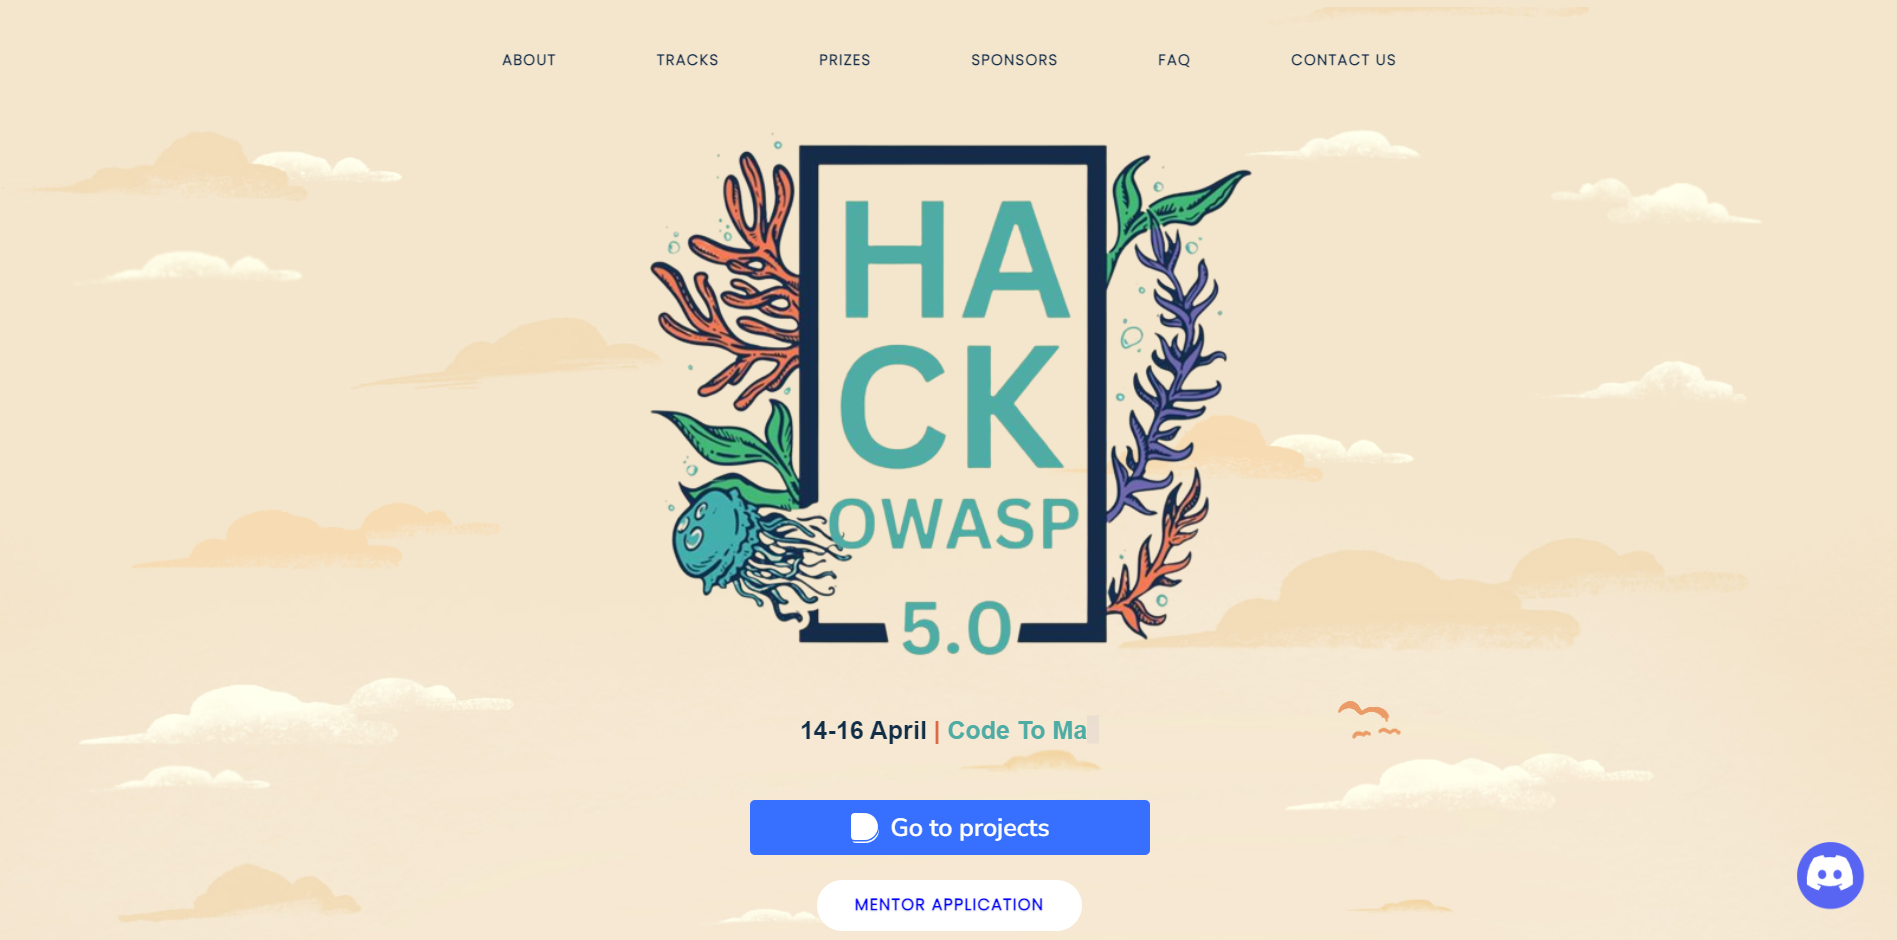 ABOUT TRACKS PRIZES SPONSORS FAQ CONTACT US
HA
CK
OWASP
5.0
14-16 April | Code To Ma
Go to projects
MENTOR APPLICATION